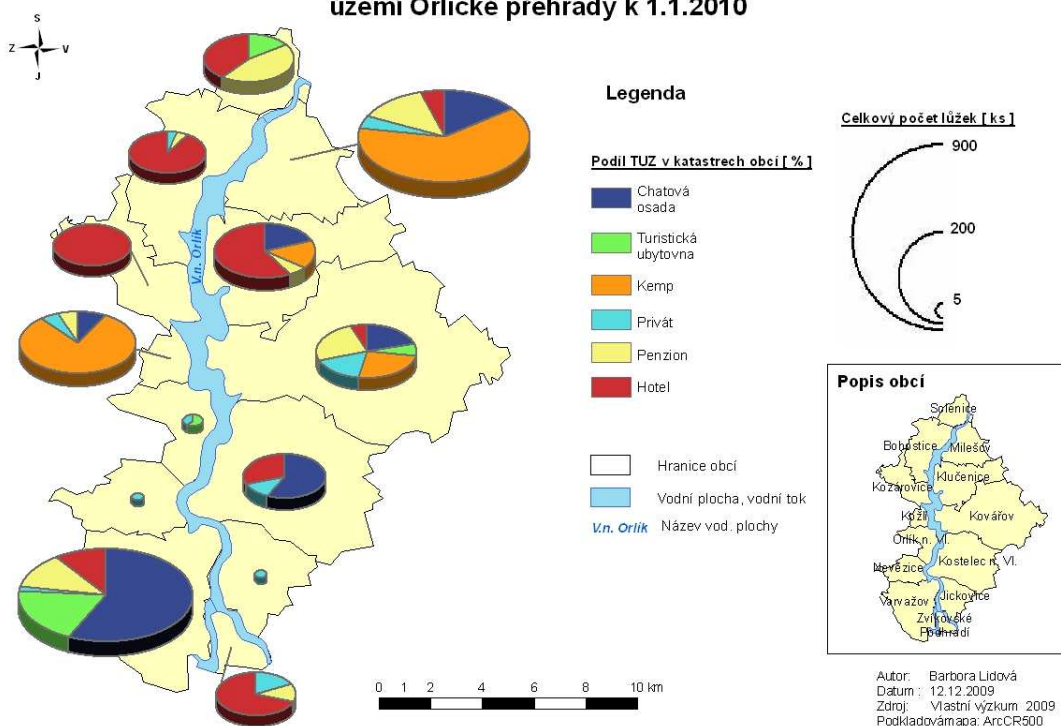 území Orlické přehrady k 1.1.2010
S
Z V
J
V.n. Orlík
Legenda
Podíl TUZ v katastrech obcí [ % ]
Chatová
osada
Turistická
ubytovna
Kemp
Privát
Penzion
Hotel
Hranice obcí
Vodní plocha, vodní tok
V.n. Orlík Název vod. plochy
Celkový počet lůžek [ ks ]
900
200
5
Popis obcí
Solenice
Bohostice
Milešov
Klučenice
Kozárovice
Kožlí
Kovářov
Orlík n. Vl.
Kostelec n. Vl.
Nevězice
Jickovice
Varvažov
Zvíkovské
Podhradí
0 1 2 4 6 8 10 km
Autor: Barbora Lidová
Datum : 12.12.2009
Zdroj: Vlastní výzkum 2009
Podkladovámapa: ArcCR500